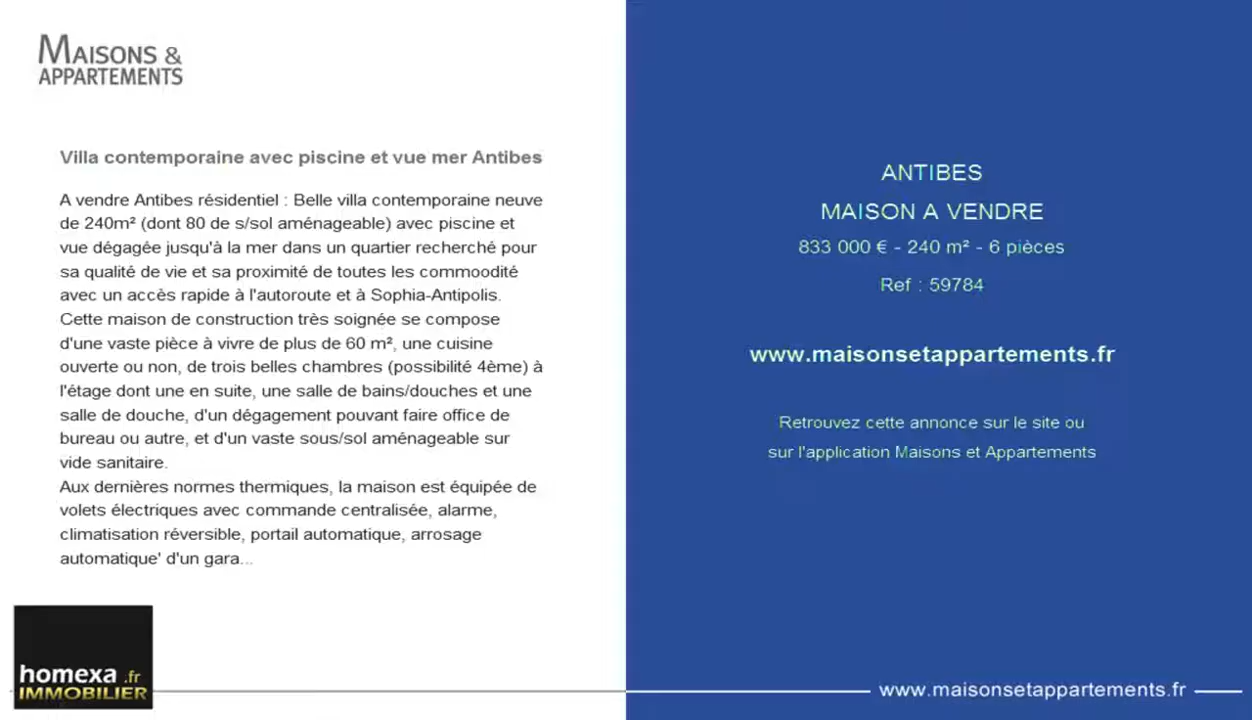 MAISONS &
APPARTEMENTS
Villa contemporaine avec piscine et vue mer Antibes
A vendre Antibes résidentiel : Belle villa contemporaine neuve
de 240m² (dont 80 de s/sol aménageable) avec piscine et
vue dégagée jusqu'à la mer dans un quartier recherché pour
sa qualité de vie et sa proximité de toutes les commoodité
avec un accès rapide à l'autoroute et à Sophia-Antipolis.
Cette maison de construction très soignée se compose
d'une vaste pièce à vivre de plus de 60 m², une cuisine
ouverte ou non, de trois belles chambres (possibilité 4ème) à
l'étage dont une en suite, une salle de bains/douches et une
salle de douche, d'un dégagement pouvant faire office de
bureau ou autre, et d'un vaste sous/sol aménageable sur
vide sanitaire.
Aux dernières normes thermiques, la maison est équipée de
volets électriques avec commande centralisée, alarme,
climatisation réversible, portail automatique, arrosage
automatique' d'un gara...
homexa .fr
IMMOBILIER
ANTIBES
MAISON A VENDRE
833 000 € - 240 m² - 6 pièces
Ref : 59784
www.maisonsetappartements.fr
Retrouvez cette annonce sur le site ou
sur l'application Maisons et Appartements
www.maisonsetappartements.fr